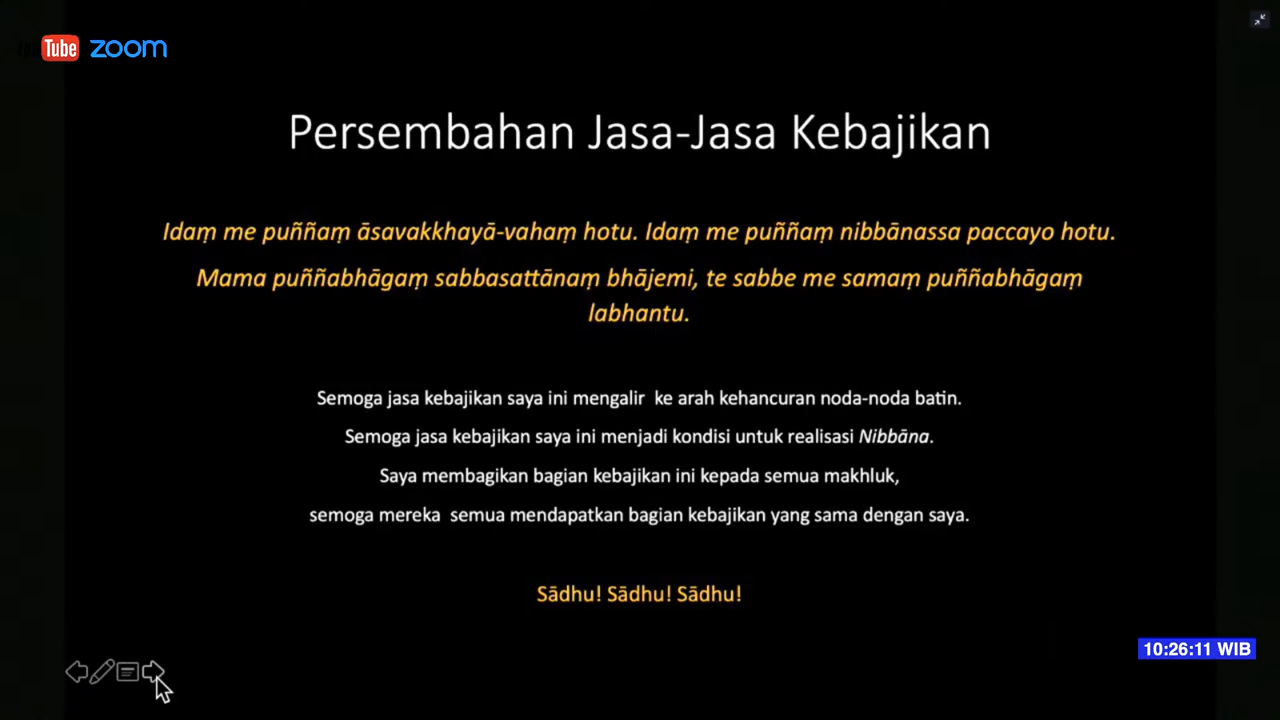 Tube zoom
Persembahan Jasa-Jasa Kebajikan
Idaṃ me puññaṃ āsavakkhayā-vahaṃ hotu. Idaṃ me puññaṃ nibbānassa paccayo hotu.
Mama puññabhāgaṃ sabbasattānaṃ bhājemi, te sabbe me samaṃ puññabhāgaṃ
labhantu.
Semoga jasa kebajikan saya ini mengalir ke arah kehancuran noda-noda batin.
Semoga jasa kebajikan saya ini menjadi kondisi untuk realisasi Nibbāna.
Saya membagikan bagian kebajikan ini kepada semua makhluk,
semoga mereka semua mendapatkan bagian kebajikan yang sama dengan saya.
Sādhu! Sādhu! Sādhu!
10:26:11 WIB